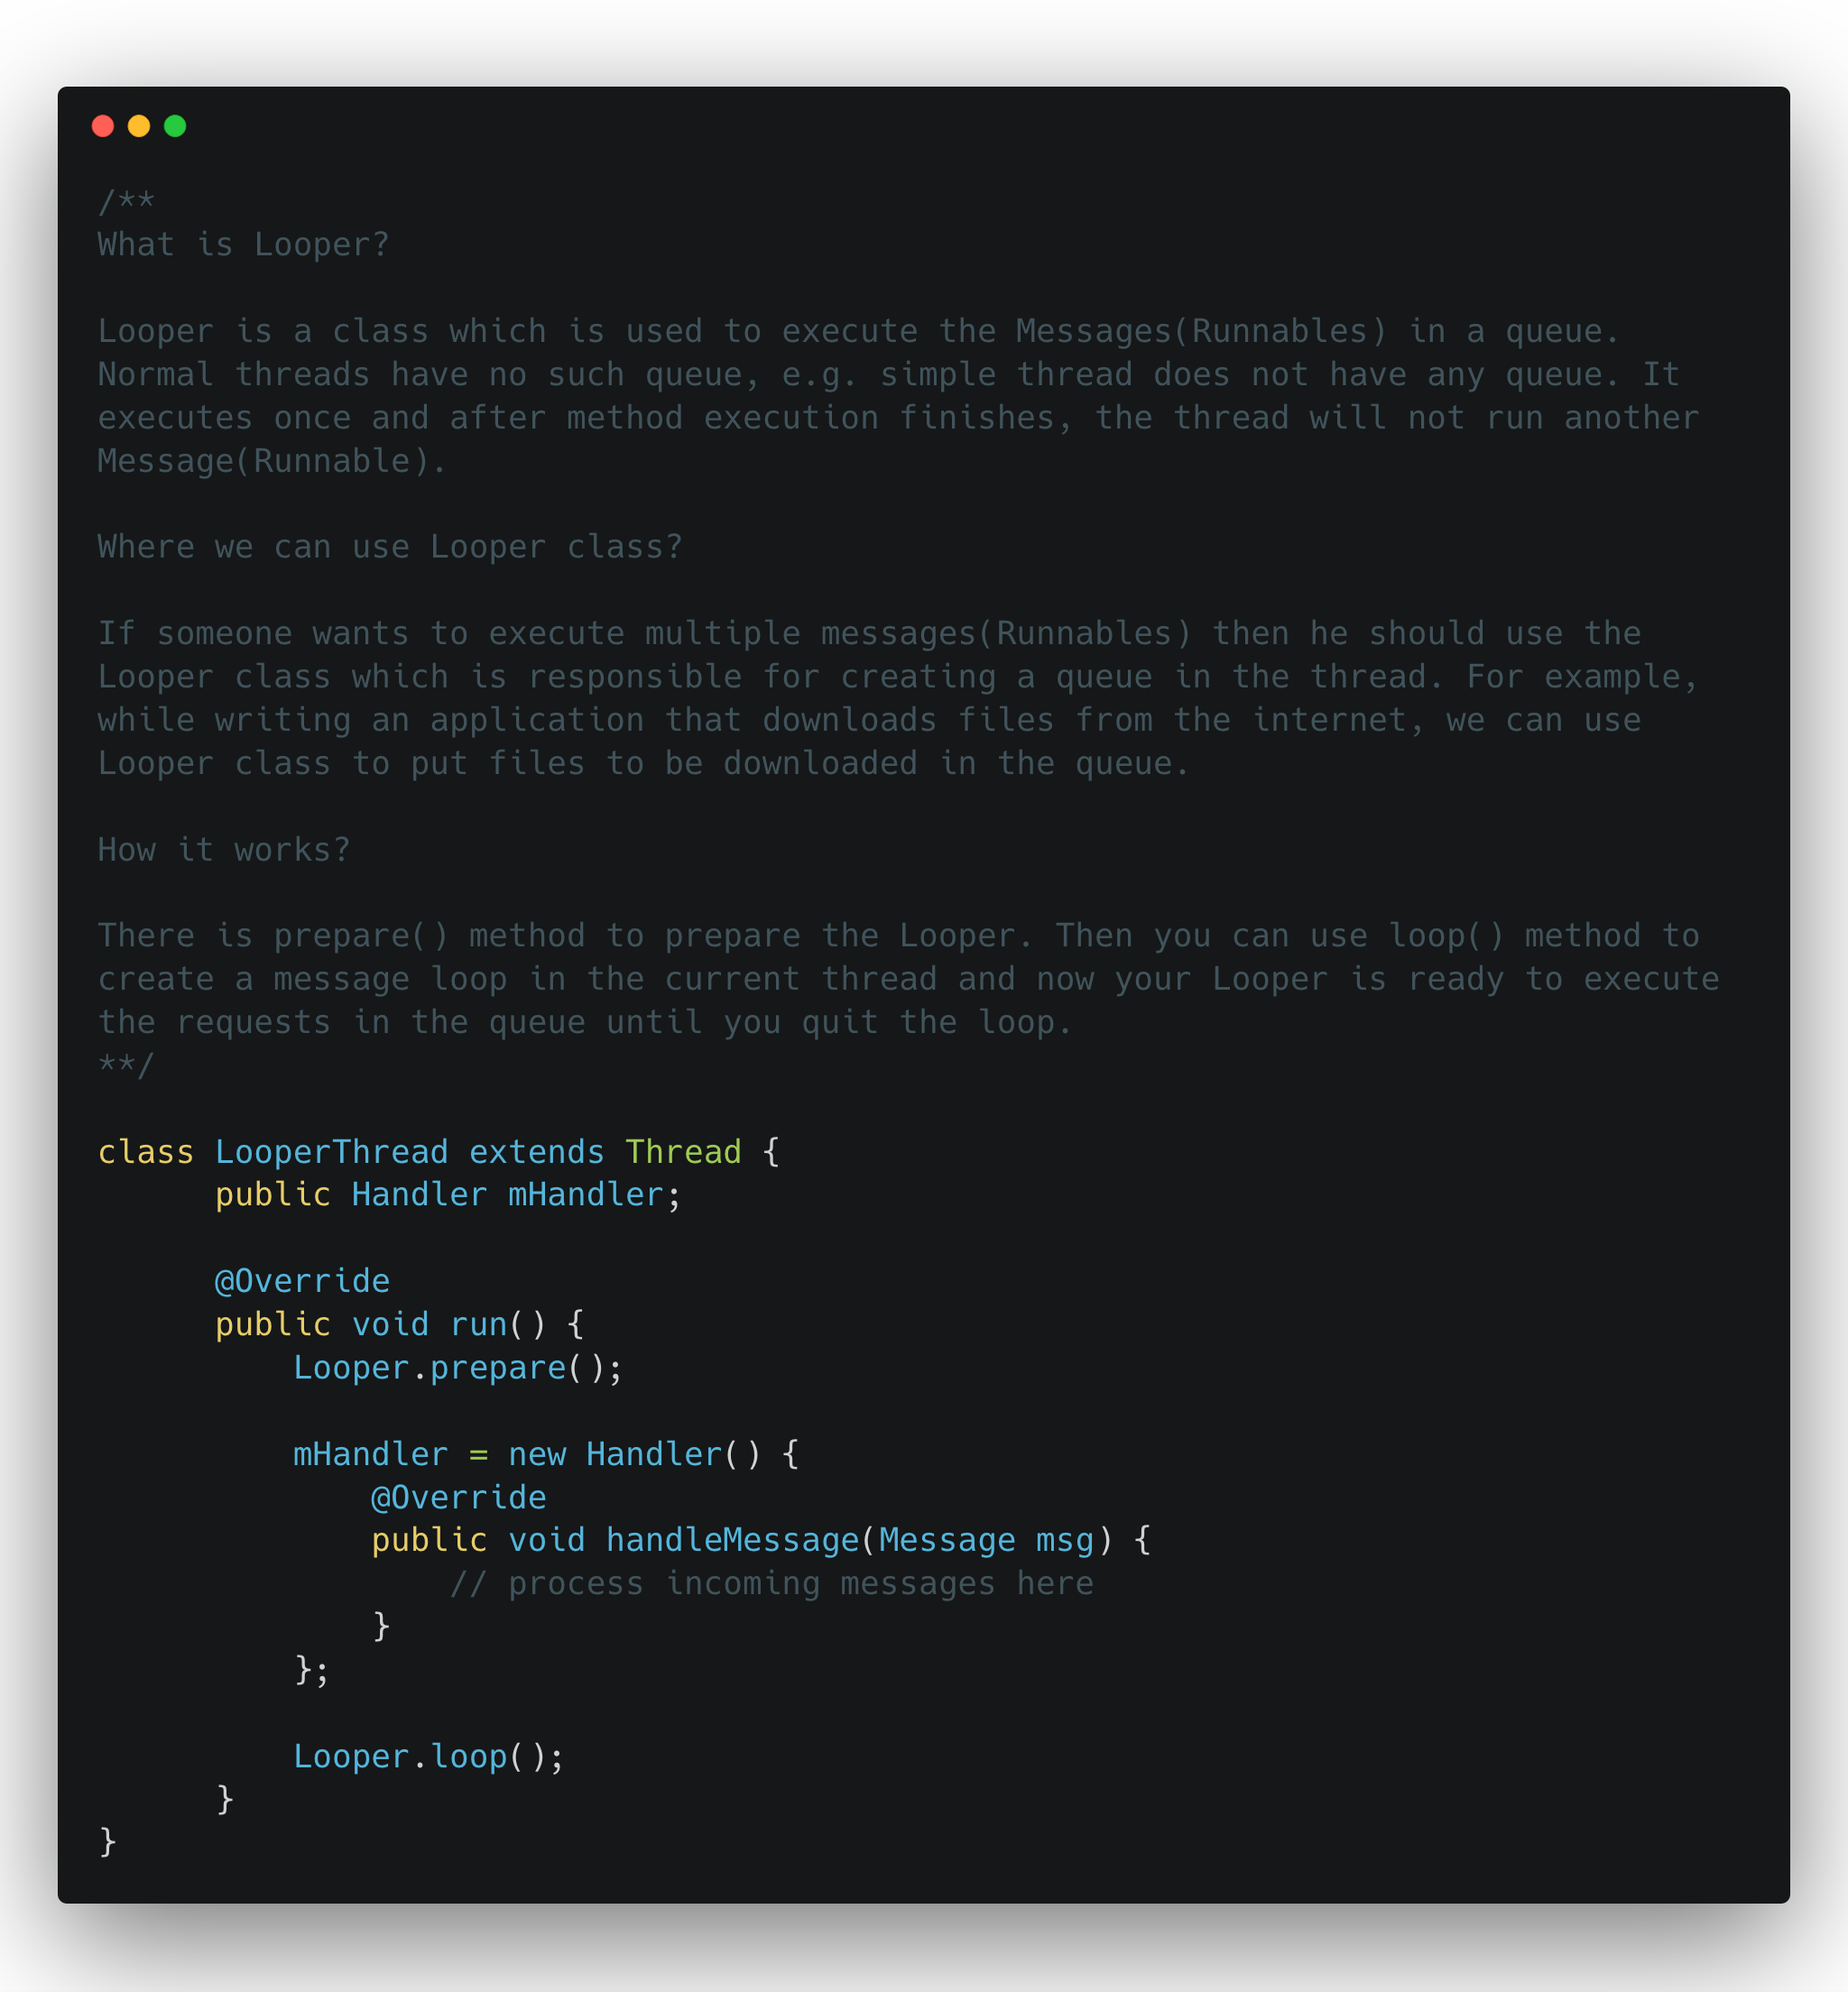 /**
What is Looper?
Looper is a class which is used to execute the Messages(Runnables) in a queue.
Normal threads have no such queue, e.g. simple thread does not have any queue. It
executes once and after method execution finishes, the thread will not run another
Message(Runnable).
Where we can use Looper class?
If someone wants to execute multiple messages(Runnables) then he should use the
Looper class which is responsible for creating a queue in the thread. For example,
while writing an application that downloads files from the internet, we can use
Looper class to put files to be downloaded in the queue.
How it works?
There is prepare() method to prepare the Looper. Then you can use loop() method to
create a message loop in the current thread and now your Looper is ready to execute
the requests in the queue until you quit the loop.
**/
class LooperThread extends Thread {
      public Handler mHandler;
      @Override
      public void run() {
          Looper.prepare();
          mHandler = new Handler() {
              @Override
              public void handleMessage(Message msg) {
                  // process incoming messages here
              }
          };
          Looper.loop();
      }
}